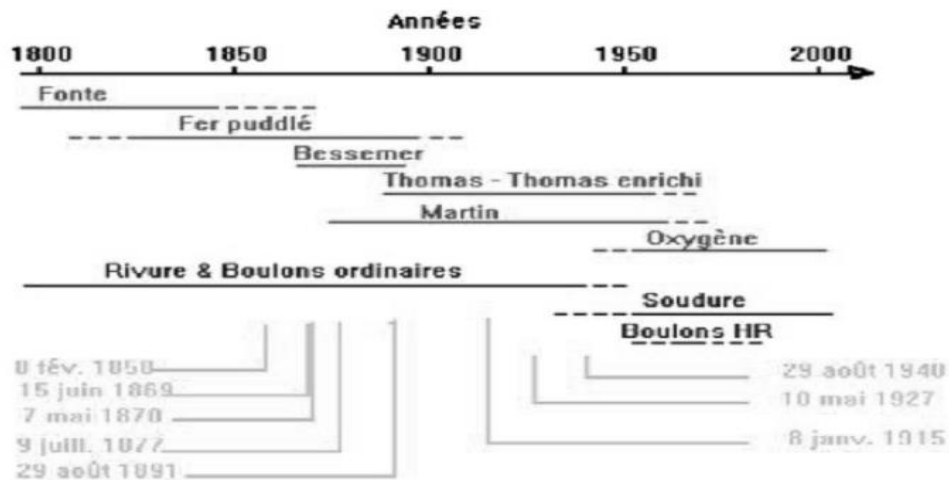 Années
1800 1850 1900 1950 2000
Fonte
Fer puddlé
Bessemer
Thomas - Thomas enrichi
Martin
Oxygène
Rivure & Boulons ordinaires
Soudure
Boulons HR
8 fév. 1858
29 août 1940
15 juin 1869
10 mai 1927
7 mai 1870
9 juill. 1877
8 janv. 1915
29 août 1891